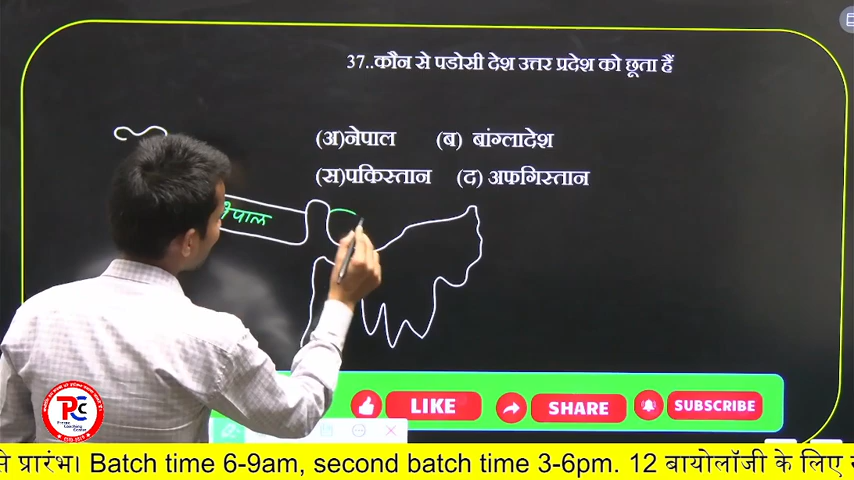 37..कौन से पडोसी देश उत्तर प्रदेश को छूता हैं
(अ)नेपाल (ब) बांग्लादेश
(स)पकिस्तान (द) अफगिस्तान
नेपाल
PCC
LIKE
SHARE
SUBSCRIBE
से प्रारंभ। Batch time 6-9am, second batch time 3-6pm. 12 बायोलॉजी के लिए